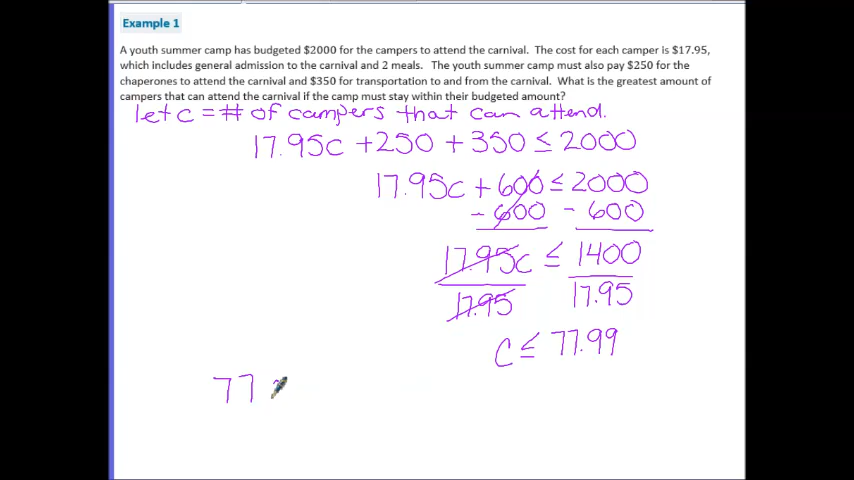 Example 1
A youth summer camp has budgeted $2000 for the campers to attend the carnival. The cost for each camper is $17.95,
which includes general admission to the carnival and 2 meals. The youth summer camp must also pay $250 for the
chaperones to attend the carnival and $350 for transportation to and from the carnival. What is the greatest amount of
campers that can attend the carnival if the camp must stay within their budgeted amount?
let c = # of campers that can attend.
17.95c + 250 + 350 ≤ 2000
17.95c + 600 ≤ 2000
- 600 - 600
17.95c ≤ 1400
17.95 17.95
c ≤ 77.99
77